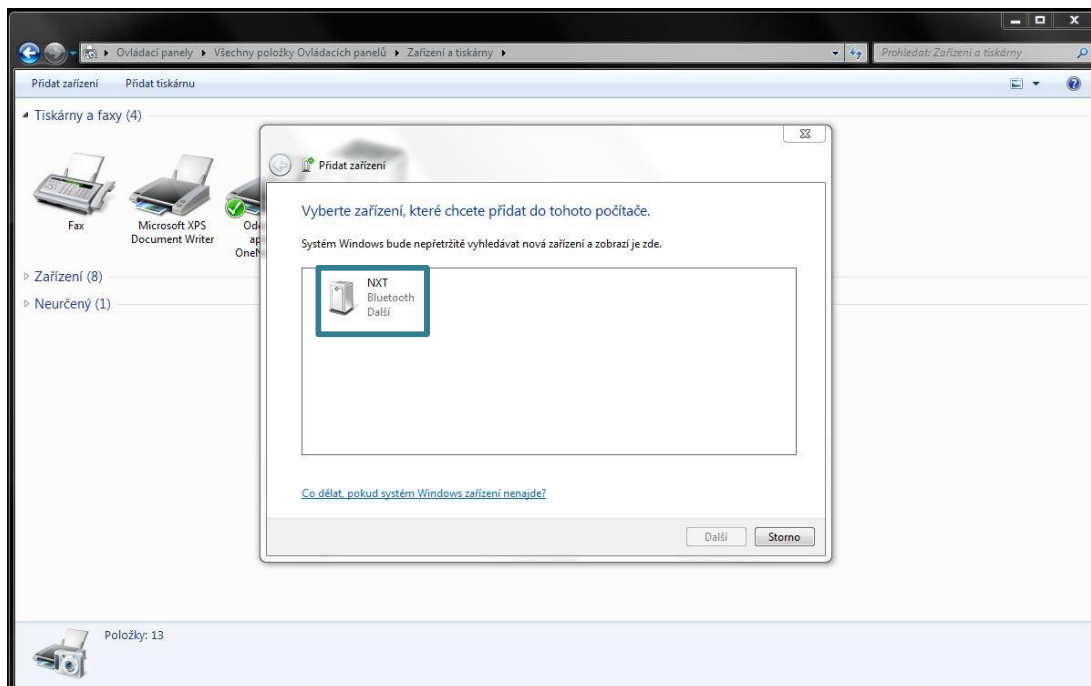 Ovládací panely ▸ Všechny položky Ovládacích panelů ▸ Zařízení a tiskárny ▸
Prohledat: Zařízení a tiskárny
Přidat zařízení Přidat tiskárnu
Tiskárny a faxy (4)
Fax
Microsoft XPS
Document Writer
Zařízení (8)
Neurčený (1)
Přidat zařízení
Vyberte zařízení, které chcete přidat do tohoto počítače.
Systém Windows bude nepřetržitě vyhledávat nová zařízení a zobrazí je zde.
NXT
Bluetooth
Další
Co dělat, pokud systém Windows zařízení nenajde?
Další Storno
Položky: 13